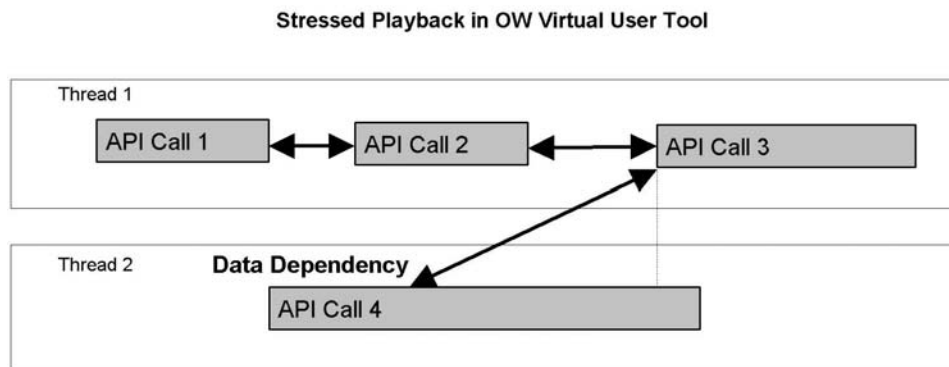 Stressed Playback in OW Virtual User Tool
Thread 1
API Call 1
API Call 2
API Call 3
Thread 2
Data Dependency
API Call 4